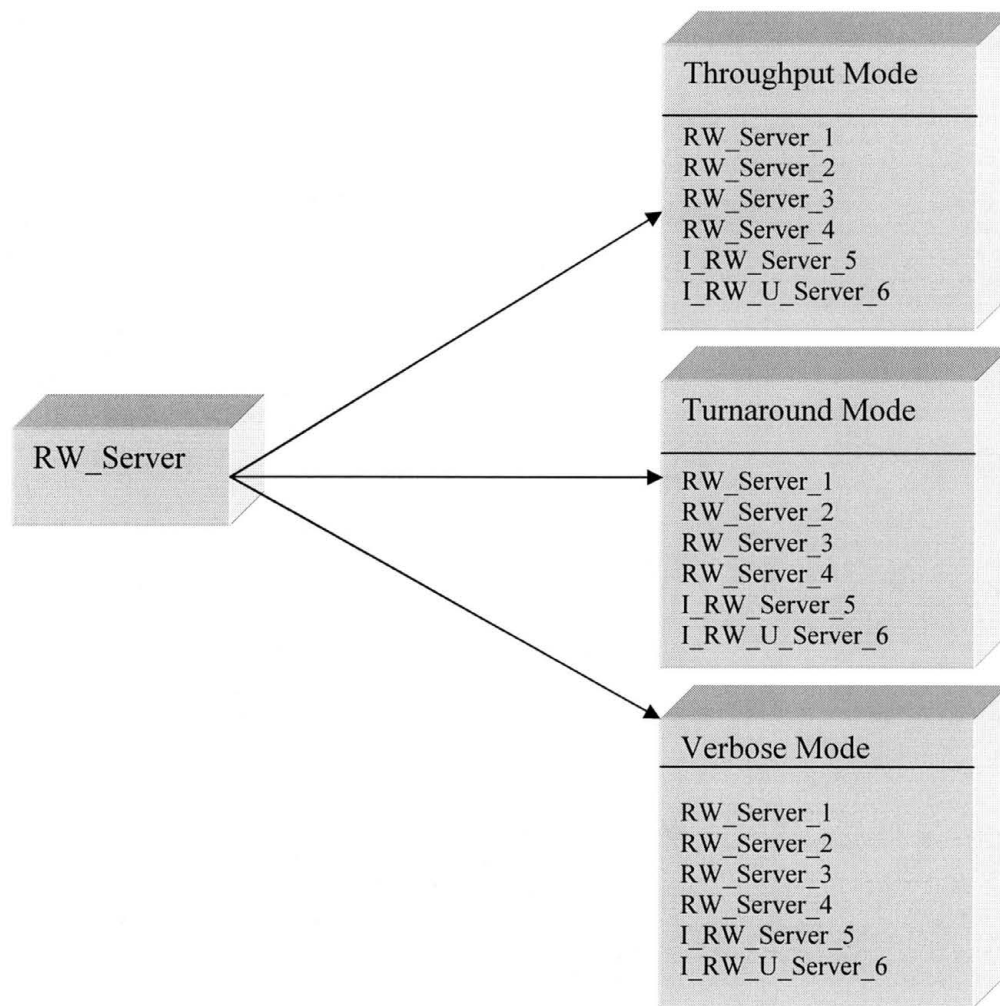 Throughput Mode
RW_Server_1
RW_Server_2
RW_Server_3
RW_Server_4
I_RW_Server_5
I_RW_U_Server_6
RW_Server
Turnaround Mode
RW_Server_1
RW_Server_2
RW_Server_3
RW_Server_4
I_RW_Server_5
I_RW_U_Server_6
Verbose Mode
RW_Server_1
RW_Server_2
RW_Server_3
RW_Server_4
I_RW_Server_5
I_RW_U_Server_6